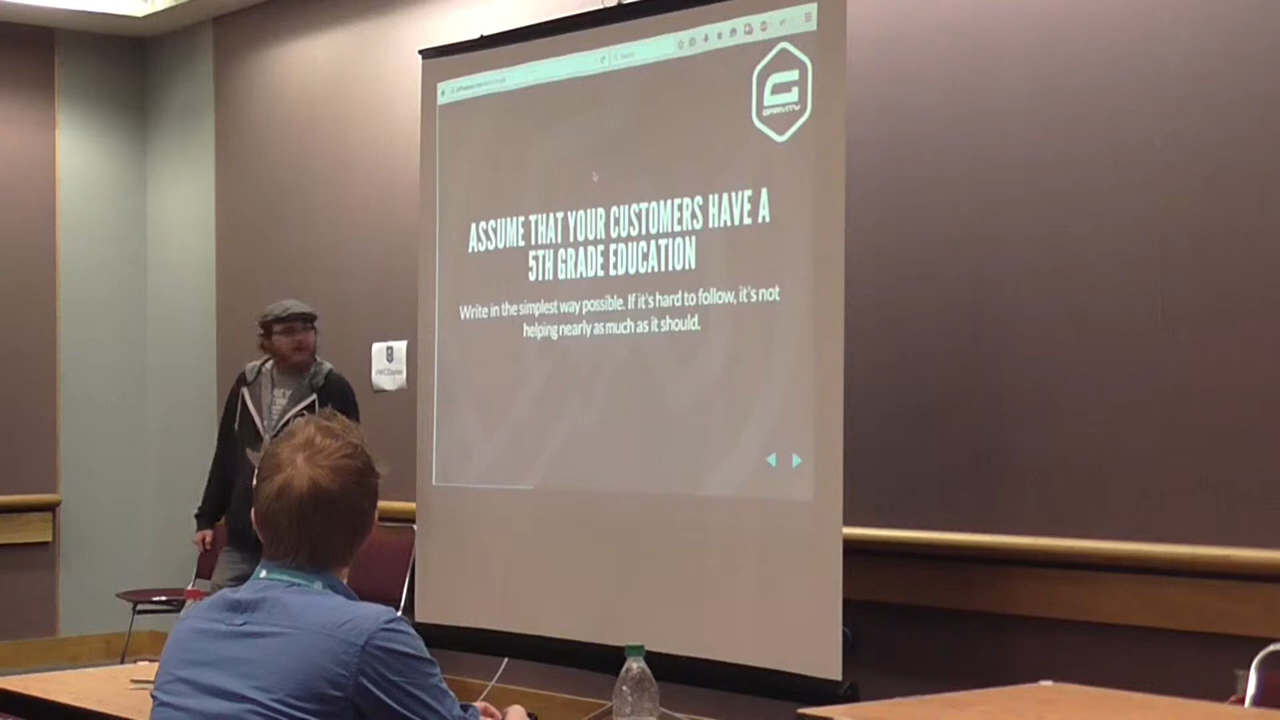 GRAVITY
ASSUME THAT YOUR CUSTOMERS HAVE A
5TH GRADE EDUCATION
Write in the simplest way possible. If it's hard to follow, it's not
helping nearly as much as it should.